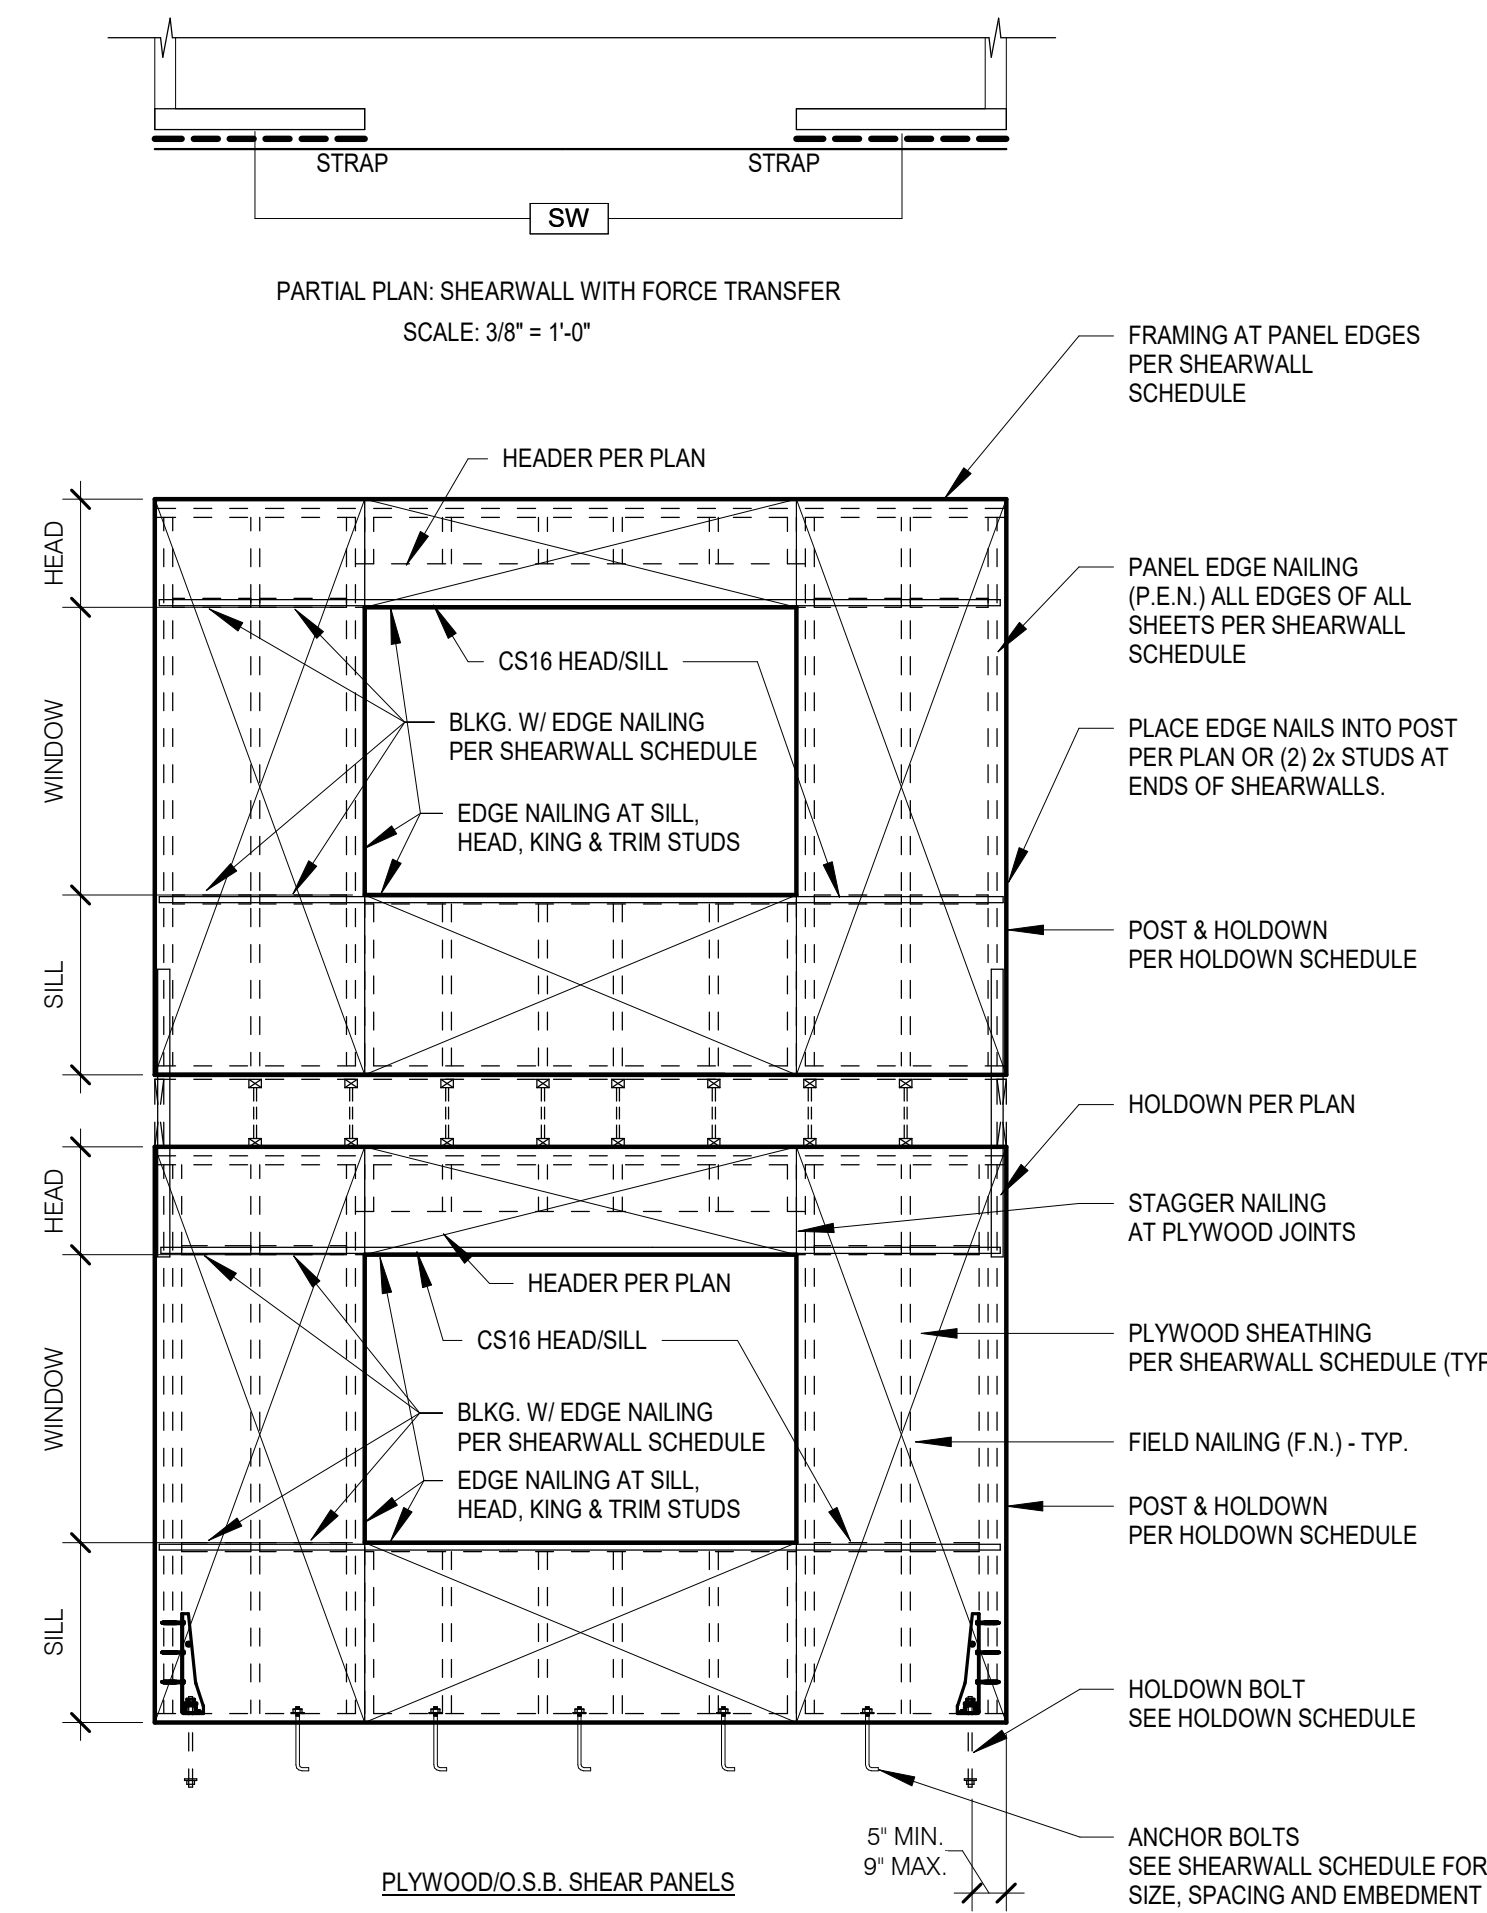 STRAP
STRAP
SW
PARTIAL PLAN: SHEARWALL WITH FORCE TRANSFER
SCALE: 3/8" = 1'-0"
FRAMING AT PANEL EDGES
PER SHEARWALL
SCHEDULE
HEADER PER PLAN
HEAD
PANEL EDGE NAILING
(P.E.N.) ALL EDGES OF ALL
SHEETS PER SHEARWALL
SCHEDULE
CS16 HEAD/SILL
WINDOW
BLKG. W/ EDGE NAILING
PER SHEARWALL SCHEDULE
PLACE EDGE NAILS INTO POST
PER PLAN OR (2) 2x STUDS AT
ENDS OF SHEARWALLS.
EDGE NAILING AT SILL,
HEAD, KING & TRIM STUDS
POST & HOLDOWN
PER HOLDOWN SCHEDULE
SILL
HOLDOWN PER PLAN
HEAD
STAGGER NAILING
AT PLYWOOD JOINTS
HEADER PER PLAN
CS16 HEAD/SILL
PLYWOOD SHEATHING
PER SHEARWALL SCHEDULE (TYP
WINDOW
BLKG. W/ EDGE NAILING
PER SHEARWALL SCHEDULE
FIELD NAILING (F.N.) - TYP.
EDGE NAILING AT SILL,
HEAD, KING & TRIM STUDS
POST & HOLDOWN
PER HOLDOWN SCHEDULE
SILL
HOLDOWN BOLT
SEE HOLDOWN SCHEDULE
5" MIN.
9" MAX.
ANCHOR BOLTS
SEE SHEARWALL SCHEDULE FOR
SIZE, SPACING AND EMBEDMENT
PLYWOOD/O.S.B. SHEAR PANELS